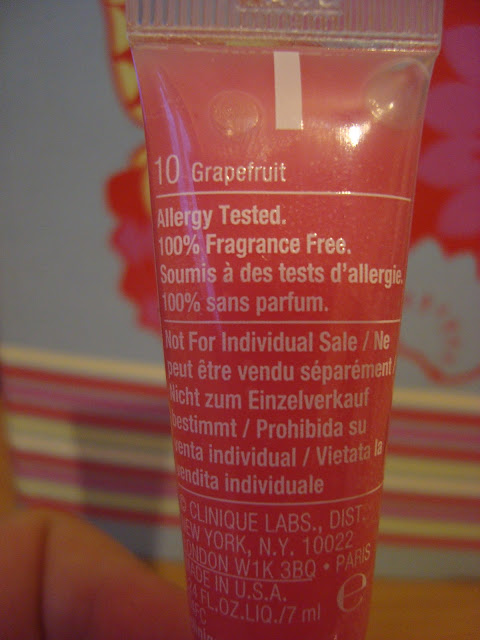 10 Grapefruit
Allergy Tested.
100% Fragrance Free.
Soumis à des tests d'allergie.
100% sans parfum.
Not For Individual Sale / Ne
peut être vendu séparément/
Nicht zum Einzelverkauf
bestimmt / Prohibida su
venta individual / Vietata la
vendita individuale
© CLINIQUE LABS., DIST.
NEW YORK, N.Y. 10022
LONDON W1K 3BQ • PARIS
MADE IN U.S.A.
FL.OZ.LIQ./7 ml e